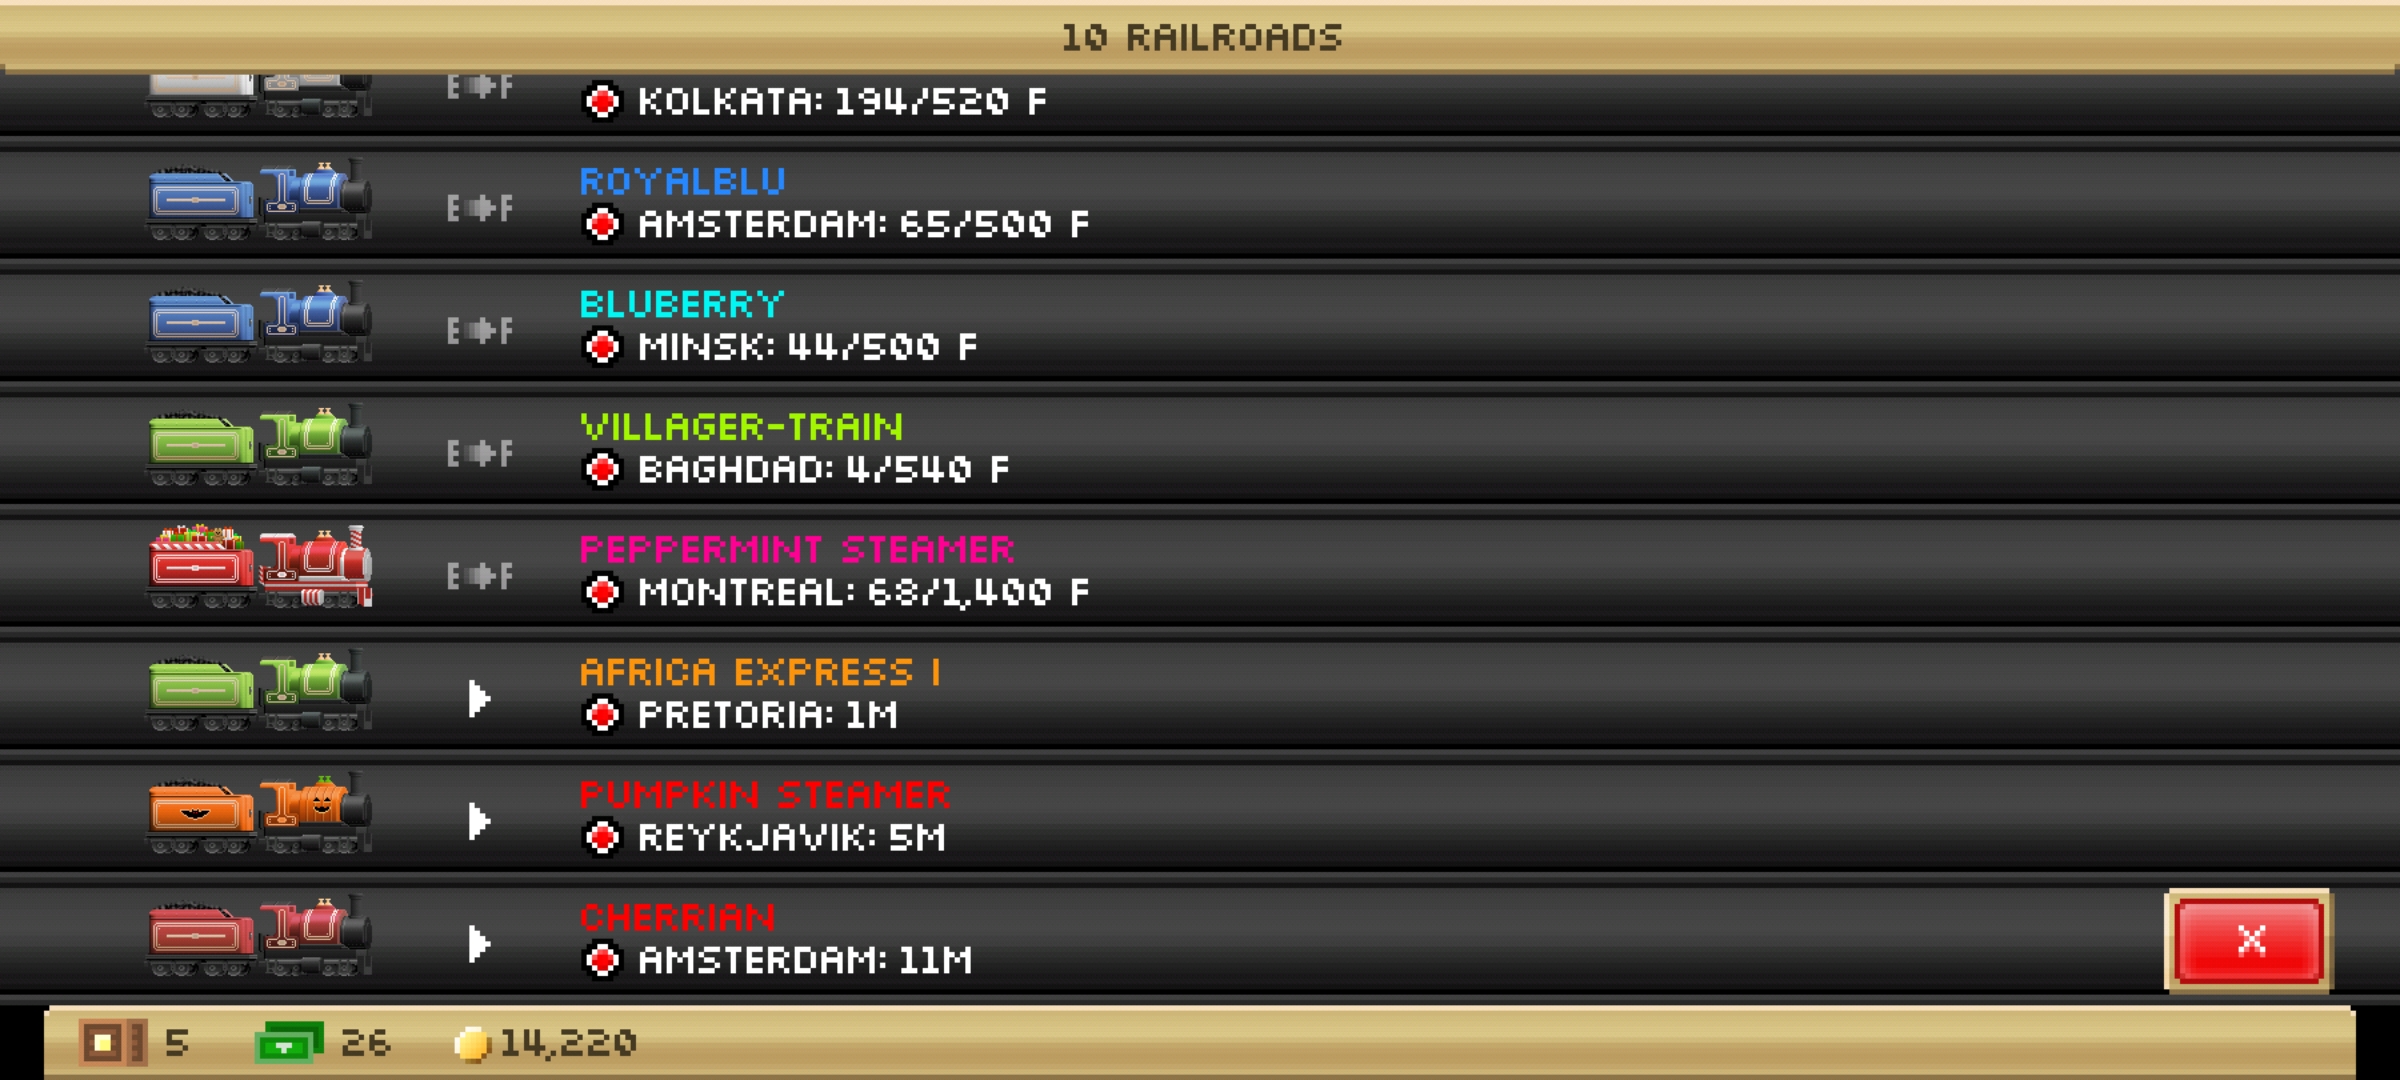 10 RAILROADS
E F
KOLKATA: 194/520 F
ROYALBLU
E F
AMSTERDAM: 65/500 F
BLUBERRY
E F
MINSK: 44/500 F
VILLAGER-TRAIN
E F
BAGHDAD: 4/540 F
PEPPERMINT STEAMER
E F
MONTREAL: 68/1,400 F
AFRICA EXPRESS I
PRETORIA: 1M
PUMPKIN STEAMER
REYKJAVIK: 5M
CHERRIAN
AMSTERDAM: 11M
X
5 26 14,220